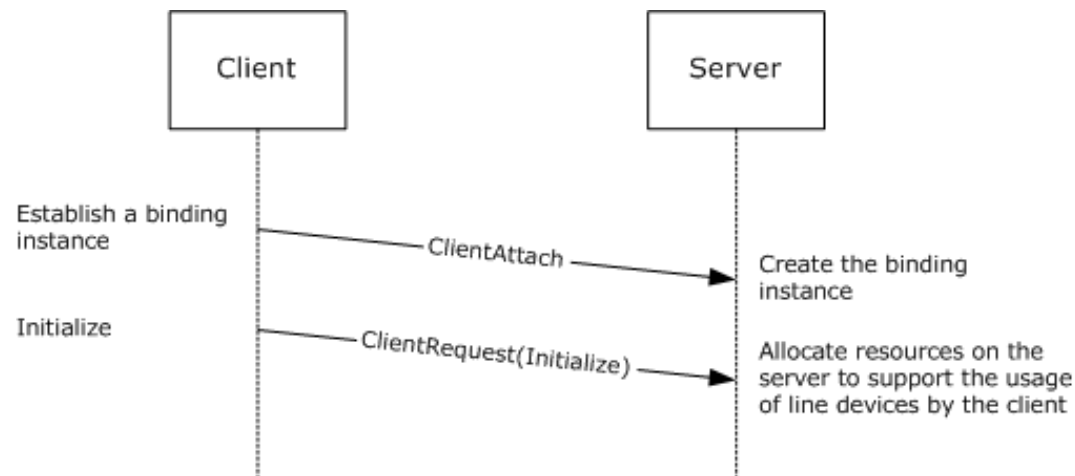 Client
Server
Establish a binding
instance
ClientAttach
Create the binding
instance
Initialize
ClientRequest(Initialize)
Allocate resources on the
server to support the usage
of line devices by the client